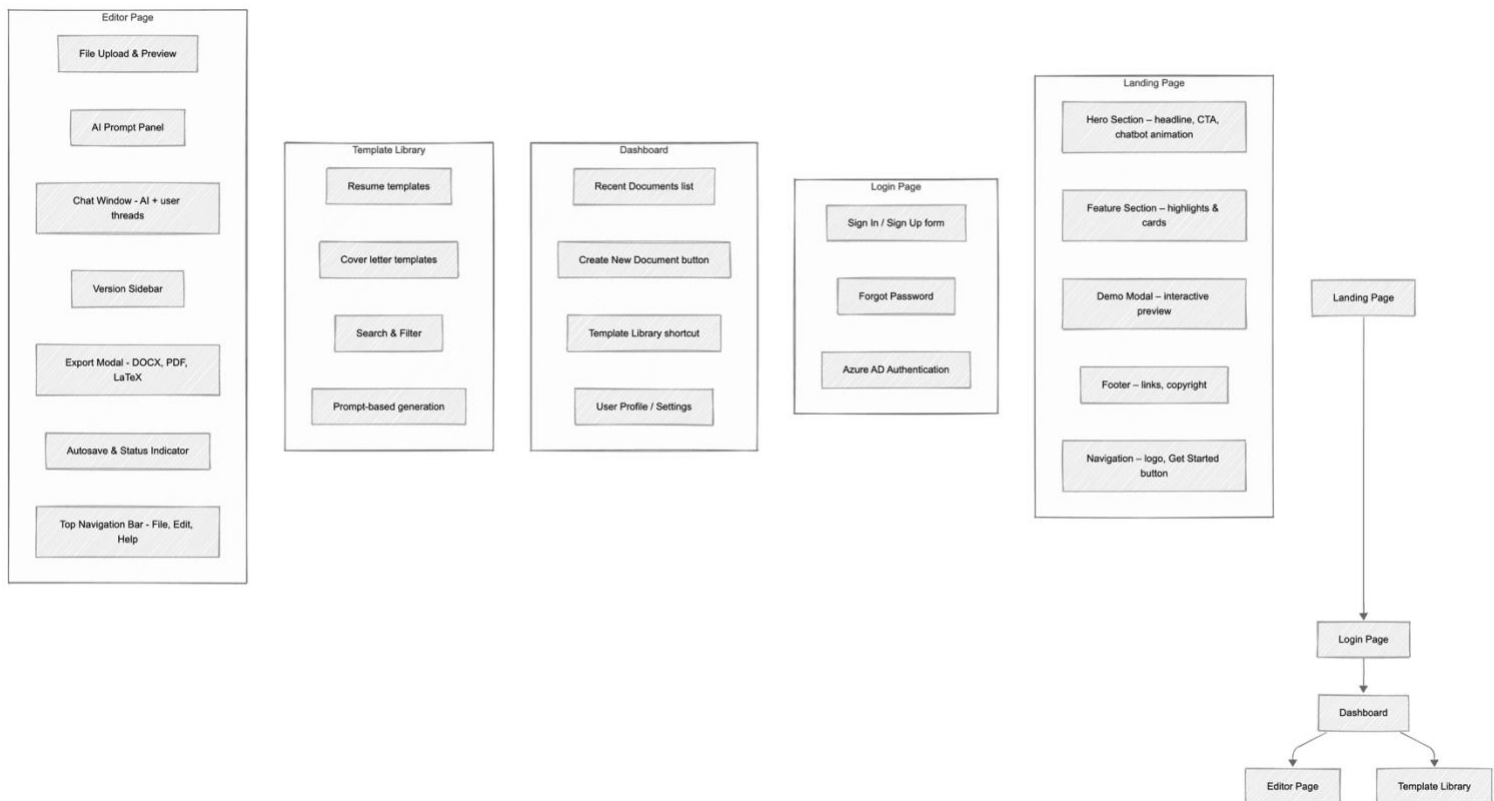 Editor Page
File Upload & Preview
AI Prompt Panel
Chat Window - AI + user
threads
Version Sidebar
Export Modal - DOCX, PDF,
LaTeX
Autosave & Status Indicator
Top Navigation Bar - File, Edit,
Help
Template Library
Resume templates
Cover letter templates
Search & Filter
Prompt-based generation
Dashboard
Recent Documents list
Create New Document button
Template Library shortcut
User Profile / Settings
Login Page
Sign In / Sign Up form
Forgot Password
Azure AD Authentication
Landing Page
Hero Section – headline, CTA,
chatbot animation
Feature Section – highlights &
cards
Demo Modal – interactive
preview
Footer – links, copyright
Navigation – logo, Get Started
button
Landing Page
Login Page
Dashboard
Editor Page
Template Library